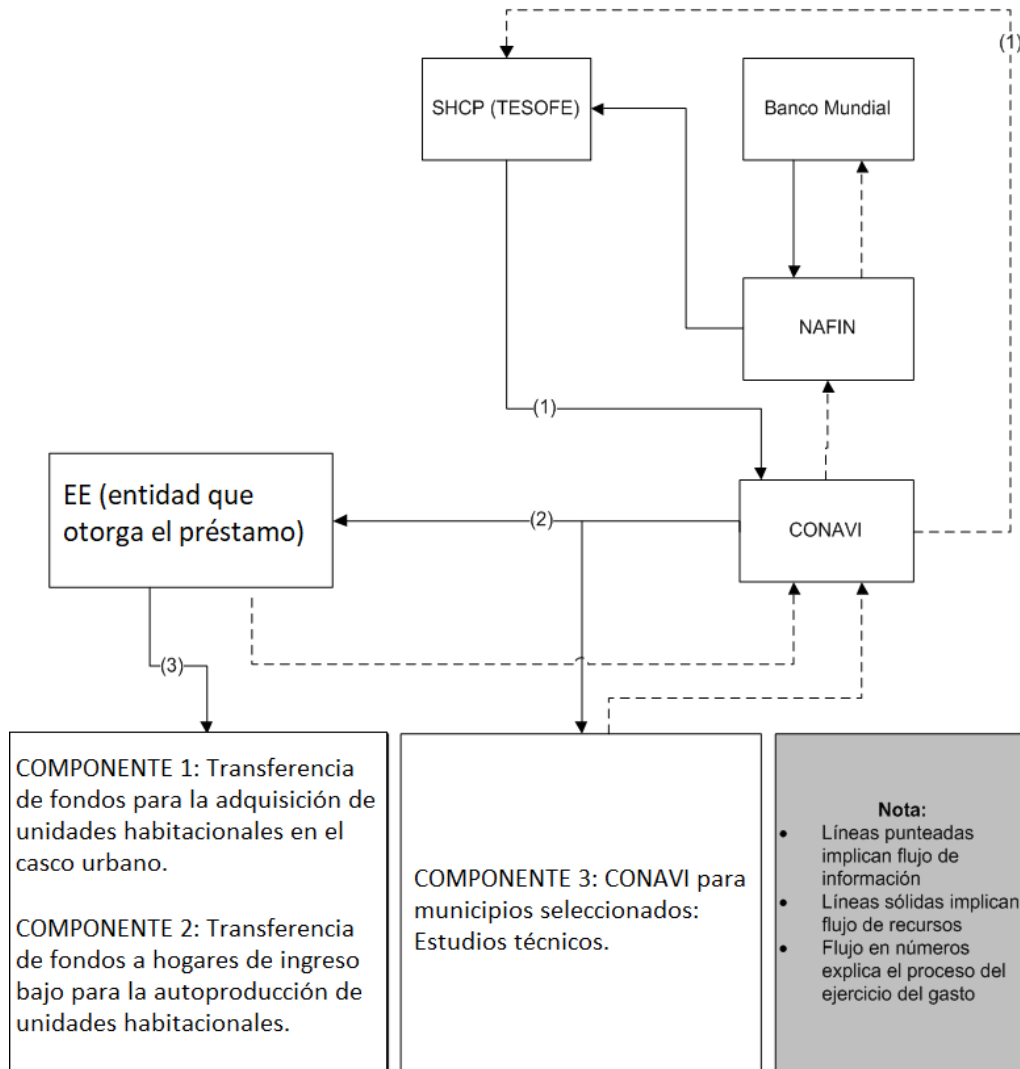 (1)
SHCP (TESOFE)
Banco Mundial
NAFIN
(1)
EE (entidad que
otorga el préstamo)
(2)
CONAVI
(3)
COMPONENTE 1: Transferencia
de fondos para la adquisición de
unidades habitacionales en el
casco urbano.
COMPONENTE 2: Transferencia
de fondos a hogares de ingreso
bajo para la autoproducción de
unidades habitacionales.
COMPONENTE 3: CONAVI para
municipios seleccionados:
Estudios técnicos.
Nota:
• Líneas punteadas
implican flujo de
información
• Líneas sólidas implican
flujo de recursos
• Flujo en números
explica el proceso del
ejercicio del gasto